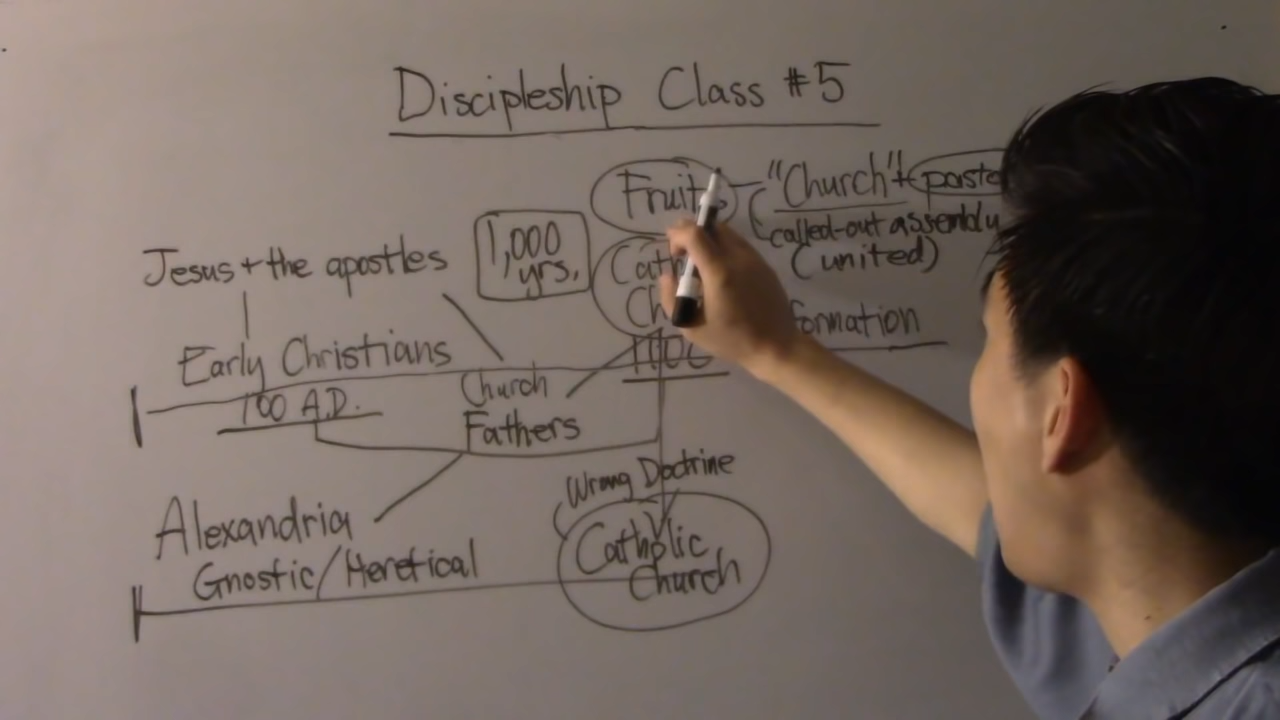 Discipleship Class #5
Fruits - "Church" +
called-out assembly
(united)
1,000
yrs.
Jesus + the apostles
Early Christians
100 A.D.
Church
Fathers
Wrong Doctrine
Alexandria
Gnostic/Heretical
Catholic
Church